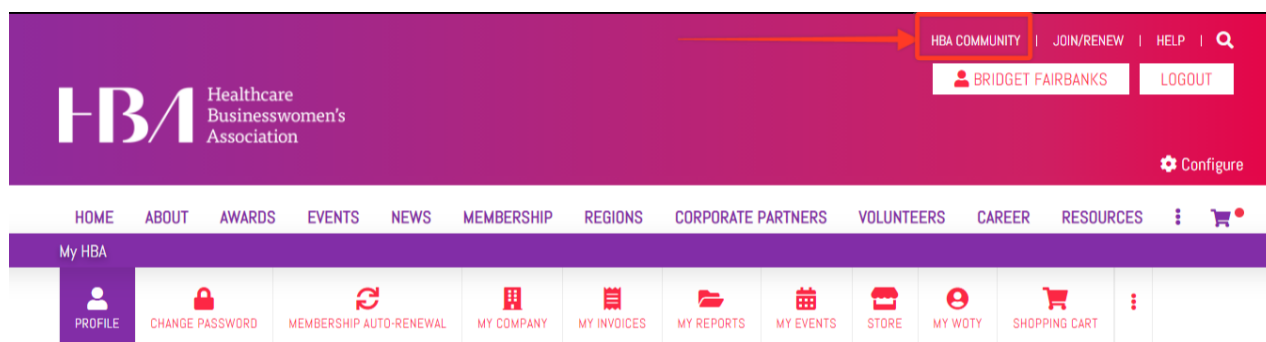 HBA COMMUNITY | JOIN/RENEW | HELP |
BRIDGET FAIRBANKS LOGOUT
HBA
Healthcare
Businesswomen's
Association
Configure
HOME ABOUT AWARDS EVENTS NEWS MEMBERSHIP REGIONS CORPORATE PARTNERS VOLUNTEERS CAREER RESOURCES
My HBA
PROFILE CHANGE PASSWORD MEMBERSHIP AUTO-RENEWAL MY COMPANY MY INVOICES MY REPORTS MY EVENTS STORE MY WOTY SHOPPING CART